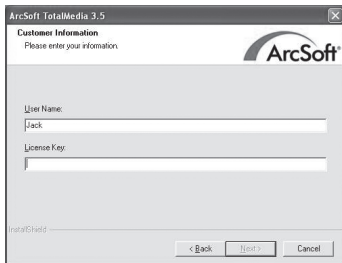 ArcSoft TotalMedia 3.5
Customer Information
Please enter your information.
ArcSoft®
User Name:
Jack
License Key:
InstallShield
< Back Next > Cancel